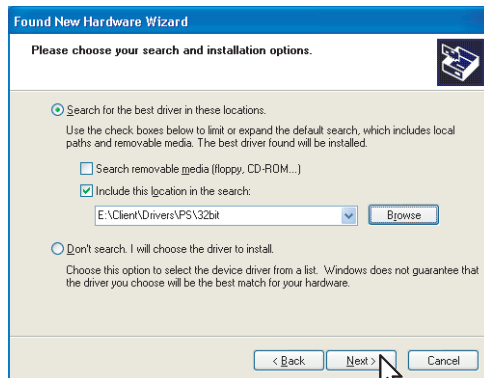 Found New Hardware Wizard
Please choose your search and installation options.
Search for the best driver in these locations.
Use the check boxes below to limit or expand the default search, which includes local
paths and removable media. The best driver found will be installed.
Search removable media (floppy, CD-ROM...)
Include this location in the search:
E:\Client\Drivers\PS\32bit
Browse
Don't search. I will choose the driver to install.
Choose this option to select the device driver from a list. Windows does not guarantee that
the driver you choose will be the best match for your hardware.
< Back
Next >
Cancel